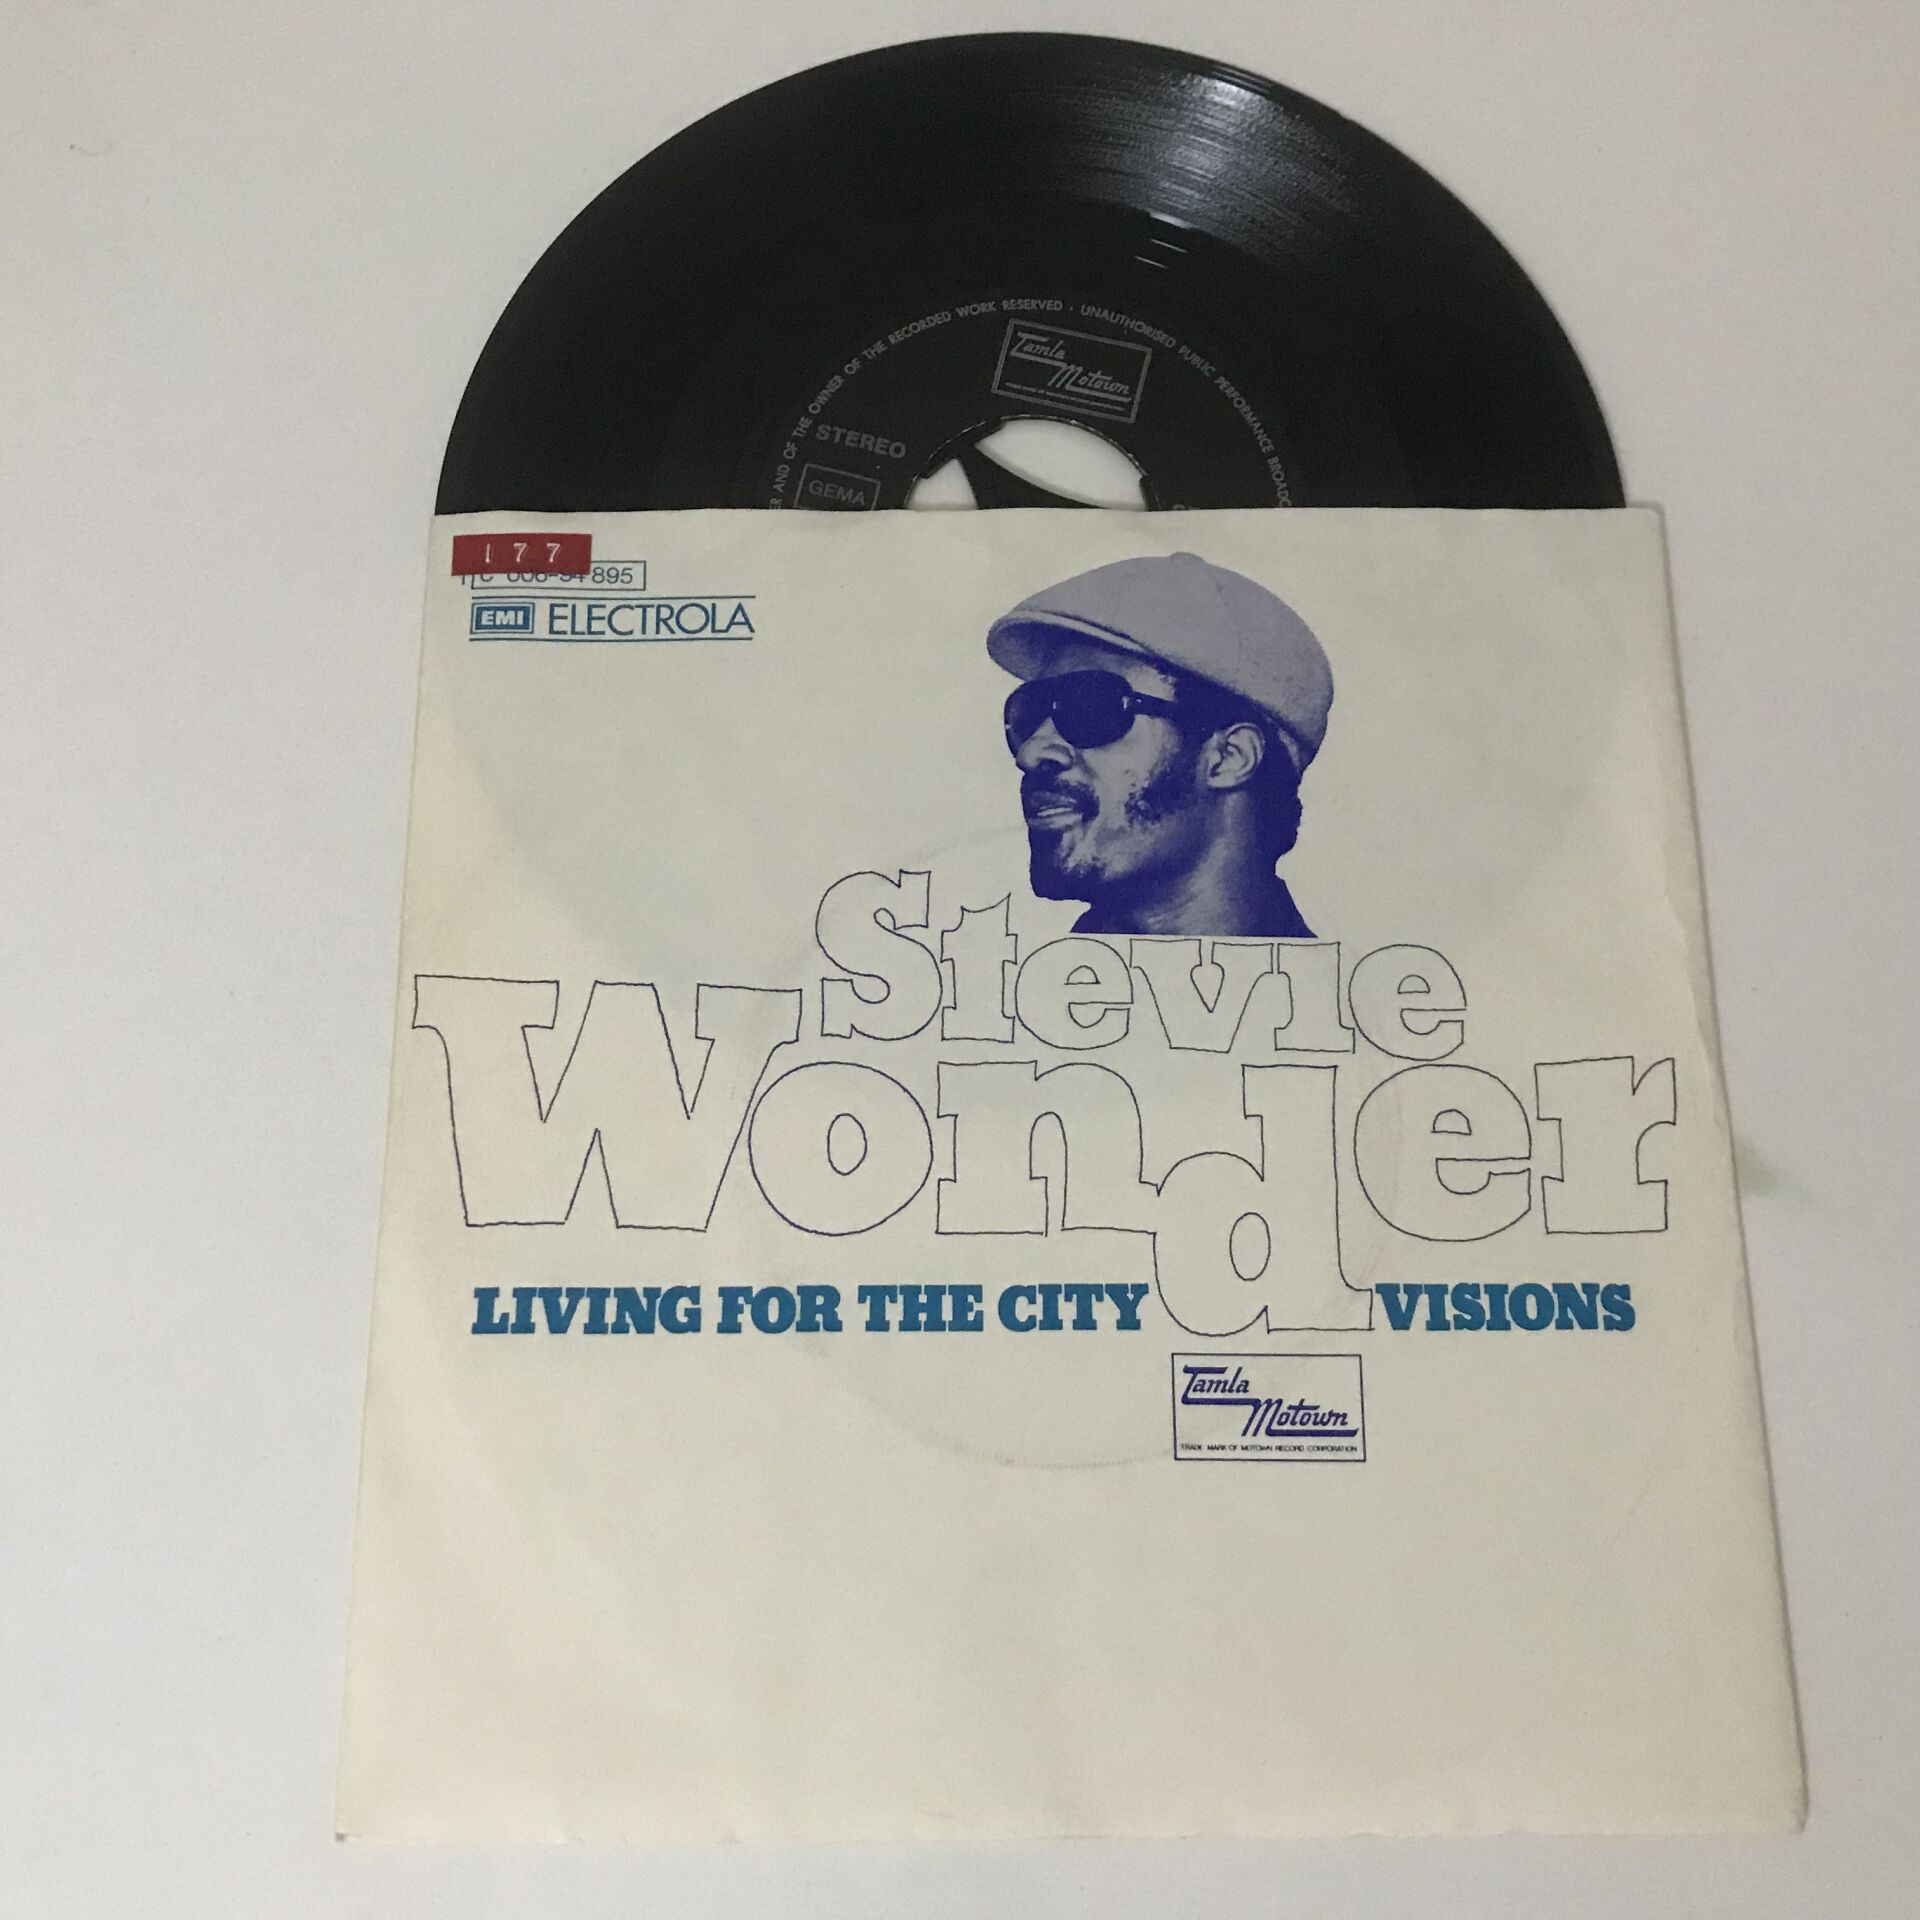 R AND OF THE OWNER OF THE RECORDED WORK RESERVED · UNAUTHORISED PUBLIC PERFORMANCE BROADC
Tamla
Motown
STEREO
GEMA
177
895
EMI ELECTROLA
Stevie
Wonder
LIVING FOR THE CITY VISIONS
Tamla
Motown
TRADE MARK OF MOTOWN RECORD CORPORATION